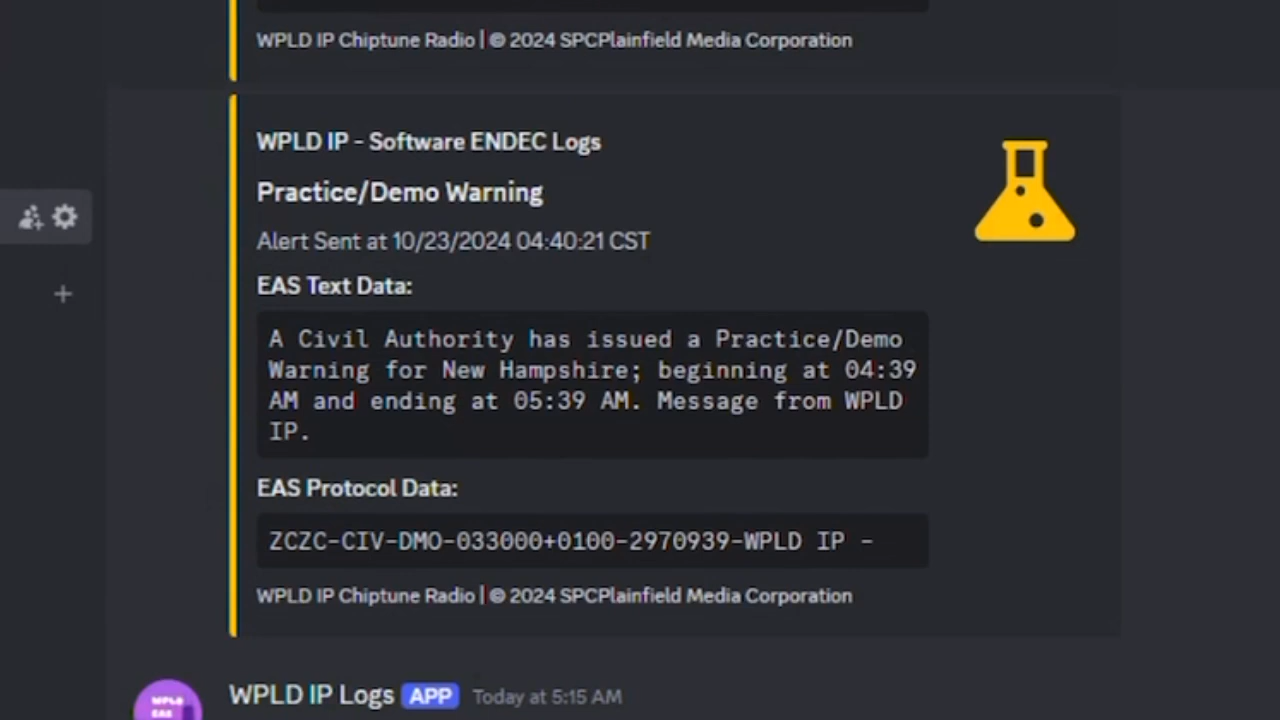 WPLD IP Chiptune Radio | © 2024 SPCPlainfield Media Corporation
WPLD IP - Software ENDEC Logs
Practice/Demo Warning
Alert Sent at 10/23/2024 04:40:21 CST
EAS Text Data:
A Civil Authority has issued a Practice/Demo
Warning for New Hampshire; beginning at 04:39
AM and ending at 05:39 AM. Message from WPLD
IP.
EAS Protocol Data:
ZCZC-CIV-DMO-033000+0100-2970939-WPLD IP -
WPLD IP Chiptune Radio | © 2024 SPCPlainfield Media Corporation
WPLD IP Logs APP Today at 5:15 AM
WPLD
EAS